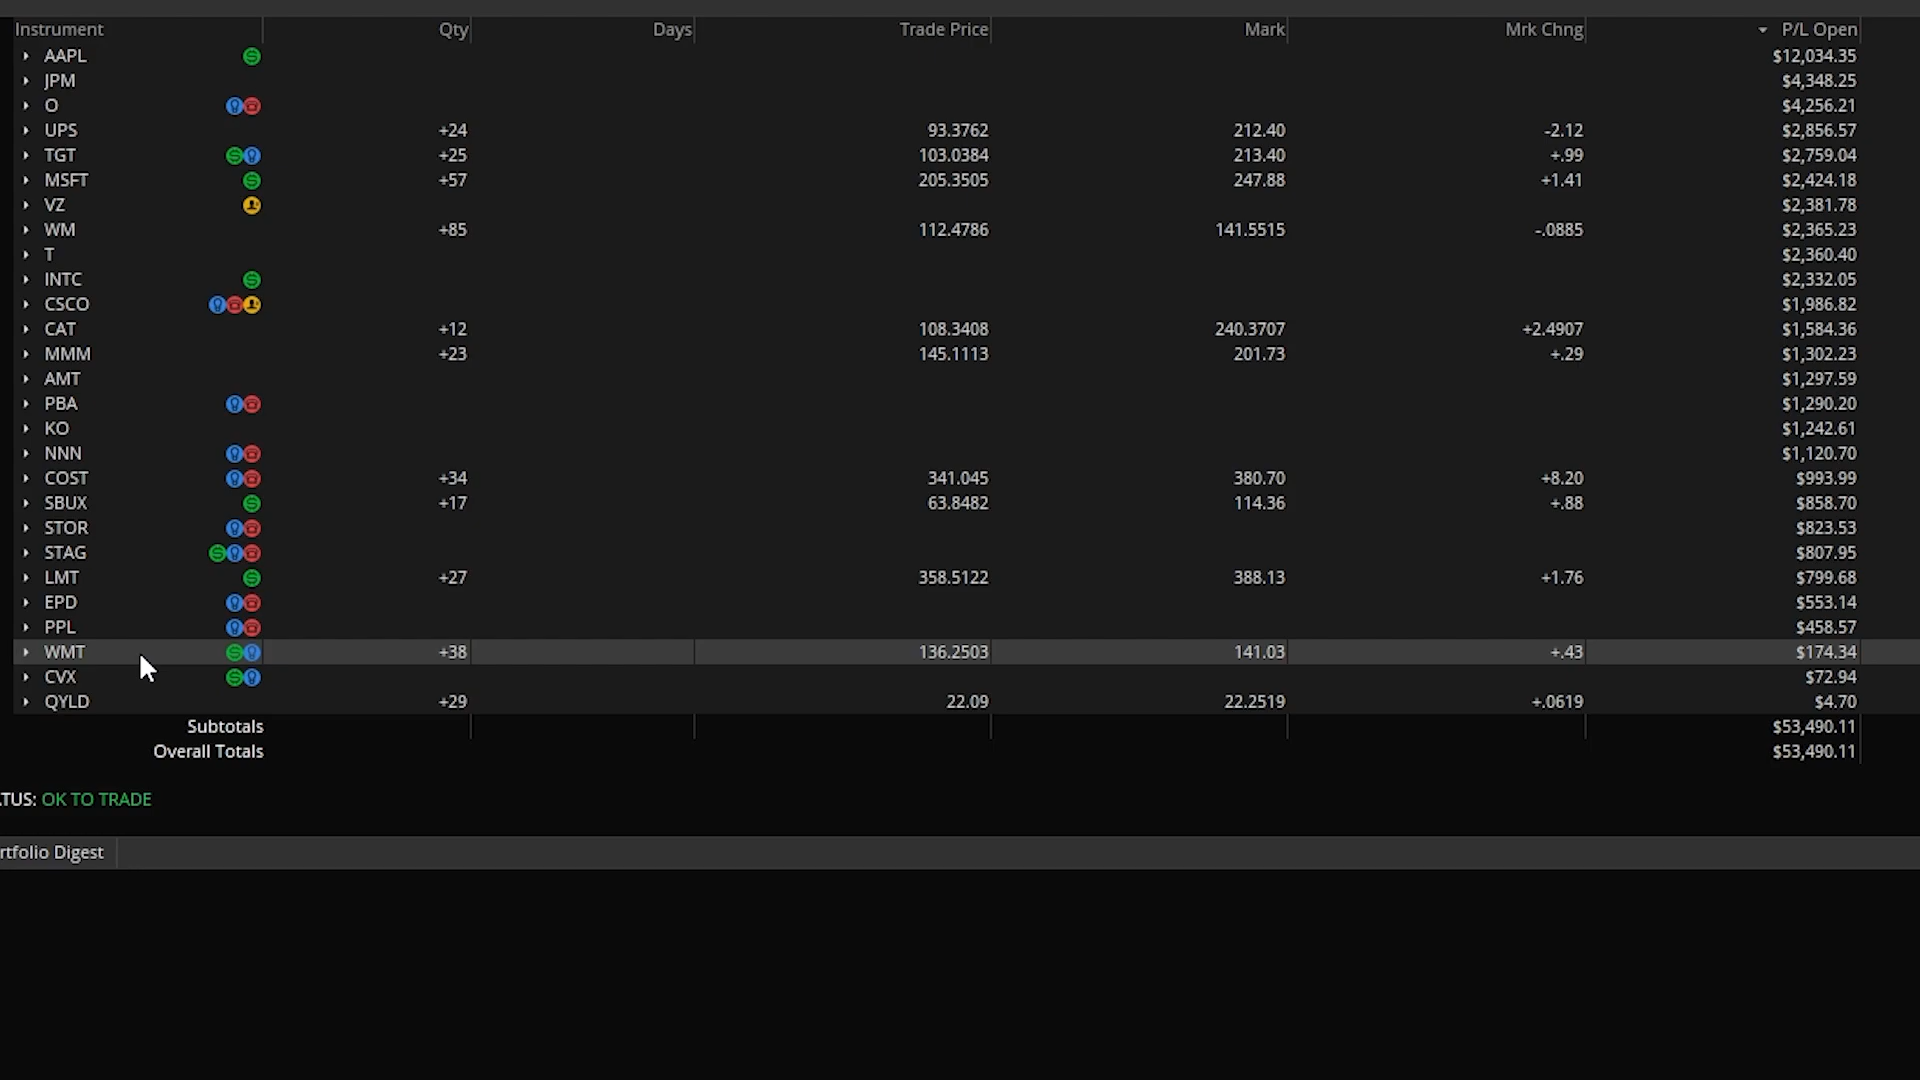 Instrument Qty Days Trade Price Mark Mrk Chng P/L Open
AAPL $12,034.35
JPM $4,348.25
O $4,256.21
UPS +24 93.3762 212.40 -2.12 $2,856.57
TGT +25 103.0384 213.40 +.99 $2,759.04
MSFT +57 205.3505 247.88 +1.41 $2,424.18
VZ $2,381.78
WM +85 112.4786 141.5515 -.0885 $2,365.23
T $2,360.40
INTC $2,332.05
CSCO $1,986.82
CAT +12 108.3408 240.3707 +2.4907 $1,584.36
MMM +23 145.1113 201.73 +.29 $1,302.23
AMT $1,297.59
PBA $1,290.20
KO $1,242.61
NNN $1,120.70
COST +34 341.045 380.70 +8.20 $993.99
SBUX +17 63.8482 114.36 +.88 $858.70
STOR $823.53
STAG $807.95
LMT +27 358.5122 388.13 +1.76 $799.68
EPD $553.14
PPL $458.57
WMT +38 136.2503 141.03 +.43 $174.34
CVX $72.94
QYLD +29 22.09 22.2519 +.0619 $4.70
Subtotals $53,490.11
Overall Totals $53,490.11
TUS: OK TO TRADE
rtfolio Digest